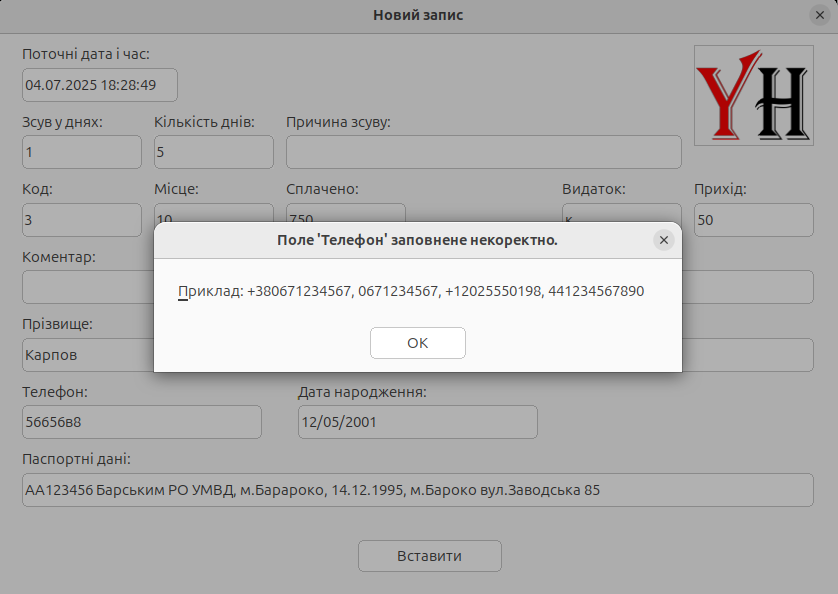 Новий запис
Поточні дата і час:
04.07.2025 18:28:49
YH
Зсув у днях: Кількість днів: Причина зсуву:
1 5
Код: Місце: Сплачено: Видаток: Прихід:
3 10 750 к 50
Поле 'Телефон' заповнене некоректно.
Коментар:
Приклад: +380671234567, 0671234567, +12025550198, 441234567890
Прізвище:
OK
Карпов
Телефон: Дата народження:
56656в8 12/05/2001
Паспортні дані:
АА123456 Барським РО УМВД, м.Барароко, 14.12.1995, м.Бароко вул.Заводська 85
Вставити